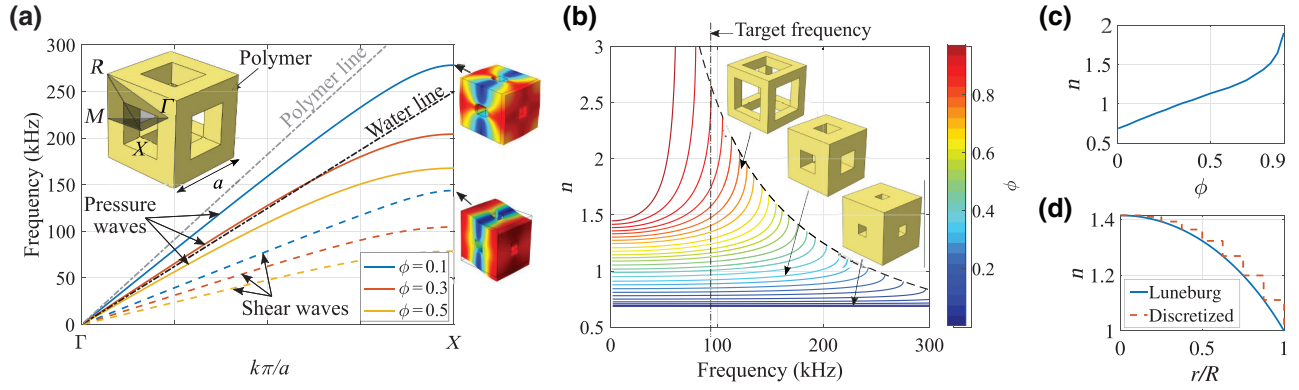 (a)
300
250
200
150
100
50
0
Frequency (kHz)
Γ
X
kπ/a
R
M
Γ
X
a
Polymer
Polymer line
Water line
Pressure
waves
Shear waves
ϕ = 0.1
ϕ = 0.3
ϕ = 0.5
(b)
Target frequency
3
2.5
2
1.5
1
0.5
n
0
100
200
300
Frequency (kHz)
0.8
0.6
0.4
0.2
ϕ
(c)
2
1.5
1
0.5
n
0
0.5
0.9
ϕ
(d)
1.4
1.2
1
n
Luneburg
Discretized
0
0.5
1
r/R